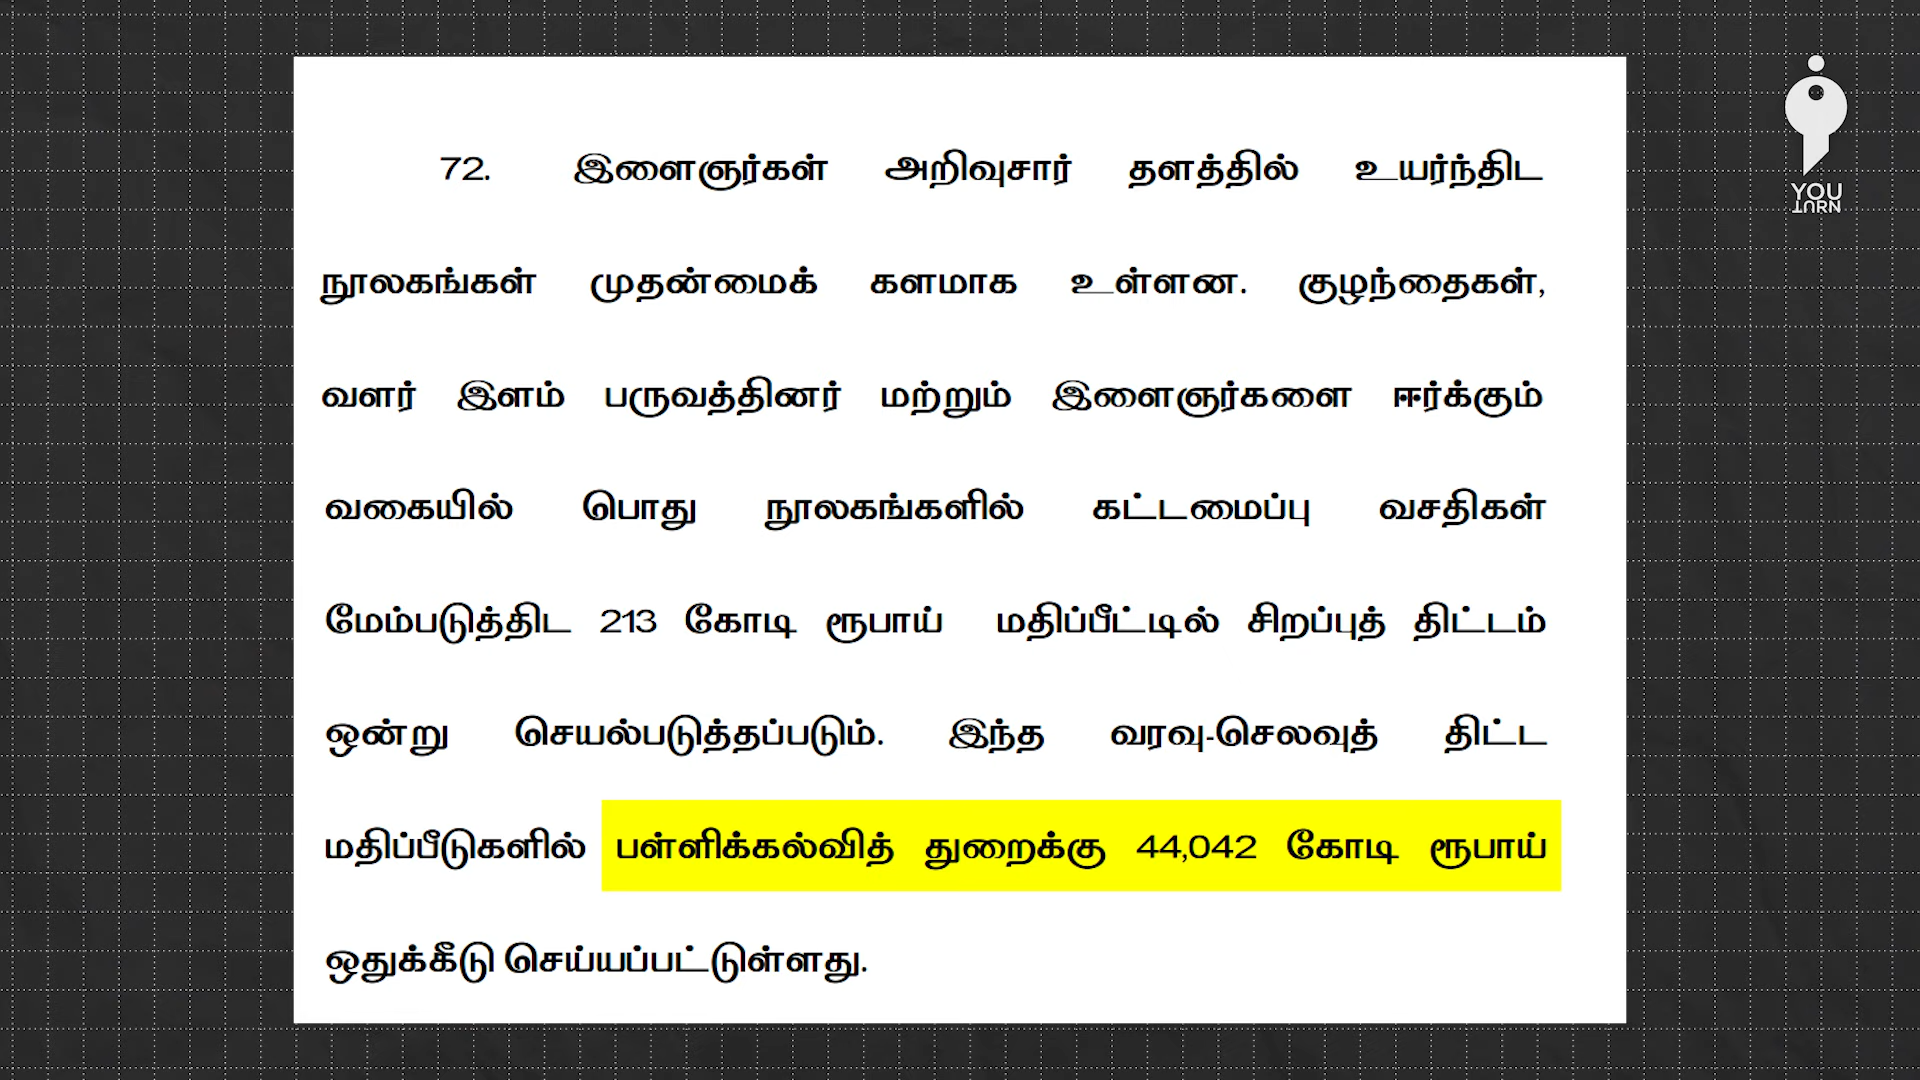 72. இளைஞர்கள் அறிவுசார் தளத்தில் உயர்ந்திட
நூலகங்கள் முதன்மைக் களமாக உள்ளன. குழந்தைகள்,
வளர் இளம் பருவத்தினர் மற்றும் இளைஞர்களை ஈர்க்கும்
வகையில் பொது நூலகங்களில் கட்டமைப்பு வசதிகள்
மேம்படுத்திட 213 கோடி ரூபாய் மதிப்பீட்டில் சிறப்புத் திட்டம்
ஒன்று செயல்படுத்தப்படும். இந்த வரவு-செலவுத் திட்ட
மதிப்பீடுகளில் பள்ளிக்கல்வித் துறைக்கு 44,042 கோடி ரூபாய்
ஒதுக்கீடு செய்யப்பட்டுள்ளது.
YOU
TURN